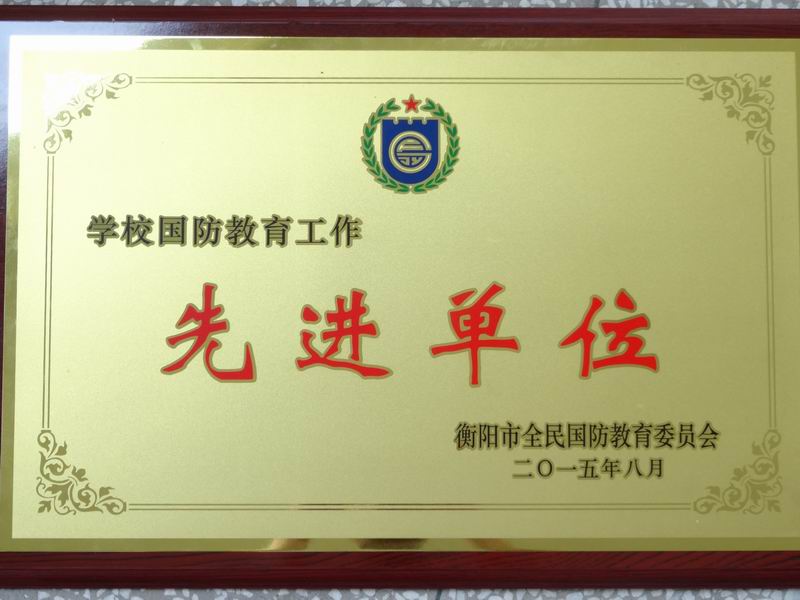 学校国防教育工作
先进单位
衡阳市全民国防教育委员会
二〇一五年八月